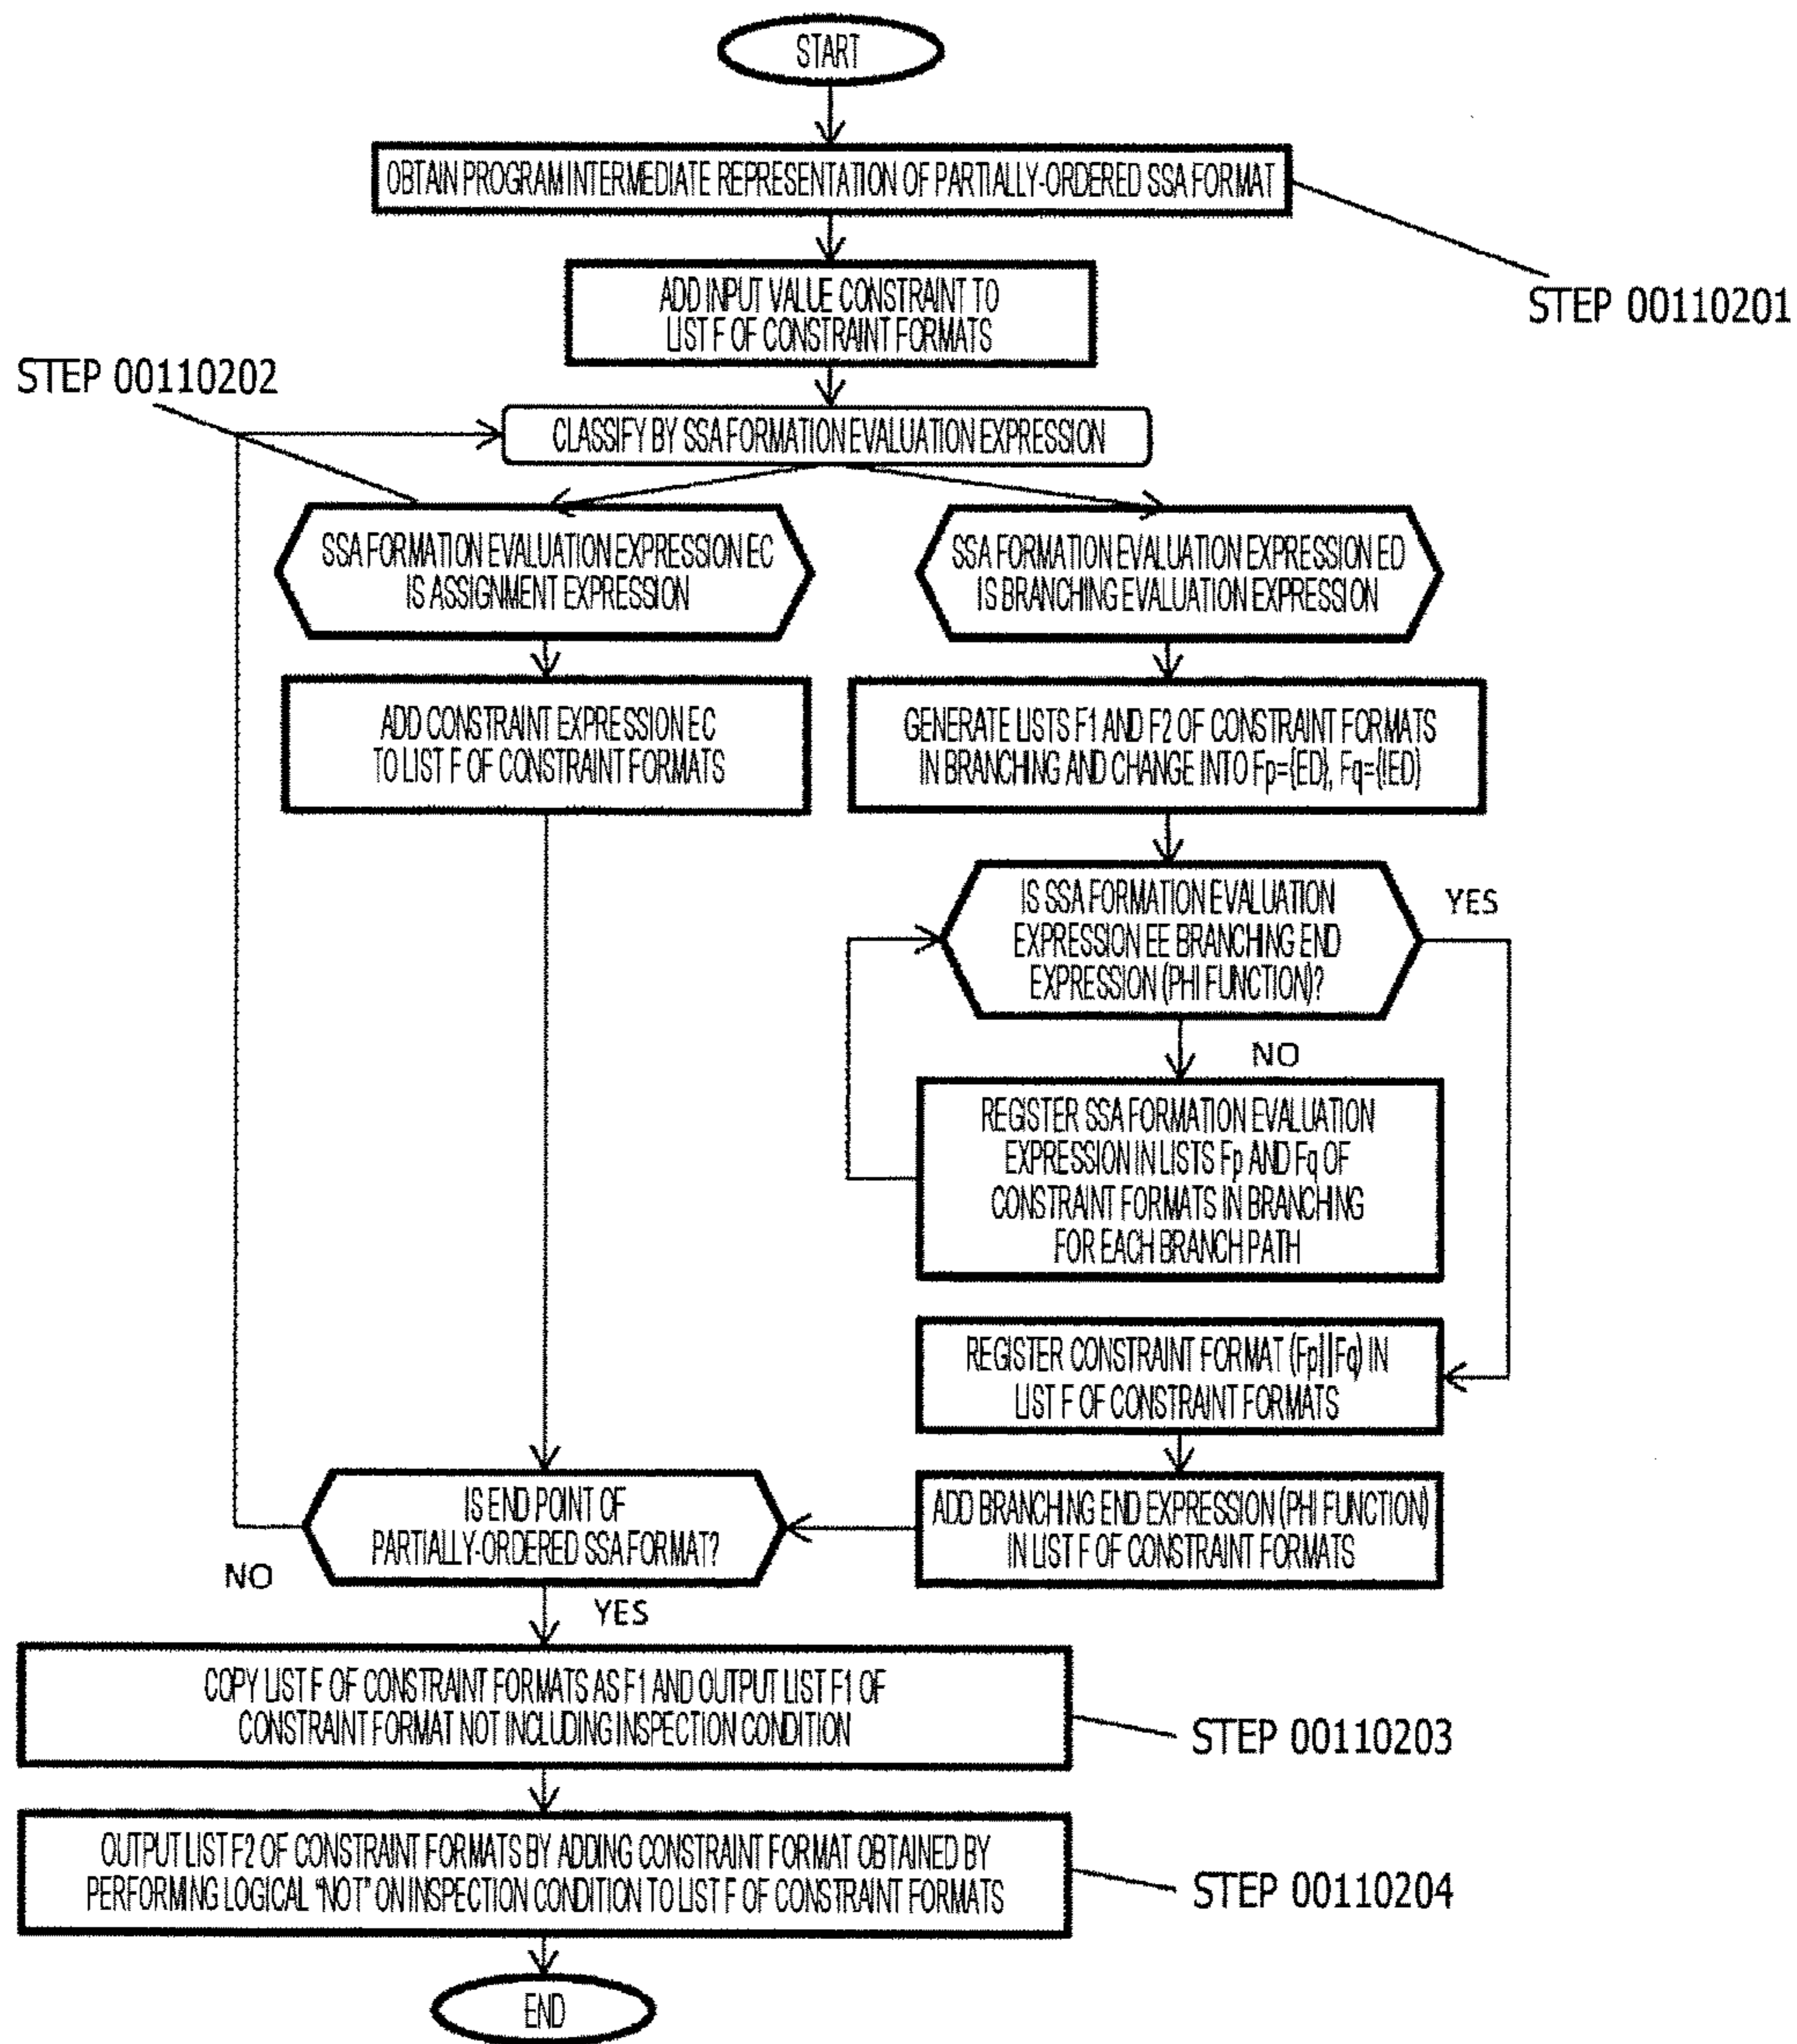 START
OBTAIN PROGRAM INTERMEDIATE REPRESENTATION OF PARTIALLY-ORDERED SSA FORMAT
STEP 00110201
ADD INPUT VALUE CONSTRAINT TO
LIST F OF CONSTRAINT FORMATS
STEP 00110202
CLASSIFY BY SSA FORMATION EVALUATION EXPRESSION
SSA FORMATION EVALUATION EXPRESSION EC
IS ASSIGNMENT EXPRESSION
SSA FORMATION EVALUATION EXPRESSION ED
IS BRANCHING EVALUATION EXPRESSION
ADD CONSTRAINT EXPRESSION EC
TO LIST F OF CONSTRAINT FORMATS
GENERATE LISTS F1 AND F2 OF CONSTRAINT FORMATS
IN BRANCHING AND CHANGE INTO Fp={ED}, Fq={!ED}
IS SSA FORMATION EVALUATION
EXPRESSION EE BRANCHING END
EXPRESSION (PHI FUNCTION)?
YES
NO
REGISTER SSA FORMATION EVALUATION
EXPRESSION IN LISTS Fp AND Fq OF
CONSTRAINT FORMATS IN BRANCHING
FOR EACH BRANCH PATH
REGISTER CONSTRAINT FORMAT (Fp||Fq) IN
LIST F OF CONSTRAINT FORMATS
ADD BRANCHING END EXPRESSION (PHI FUNCTION)
IN LIST F OF CONSTRAINT FORMATS
IS END POINT OF
PARTIALLY-ORDERED SSA FORMAT?
NO
YES
COPY LIST F OF CONSTRAINT FORMATS AS F1 AND OUTPUT LIST F1 OF
CONSTRAINT FORMAT NOT INCLUDING INSPECTION CONDITION
STEP 00110203
OUTPUT LIST F2 OF CONSTRAINT FORMATS BY ADDING CONSTRAINT FORMAT OBTAINED BY
PERFORMING LOGICAL "NOT" ON INSPECTION CONDITION TO LIST F OF CONSTRAINT FORMATS
STEP 00110204
END